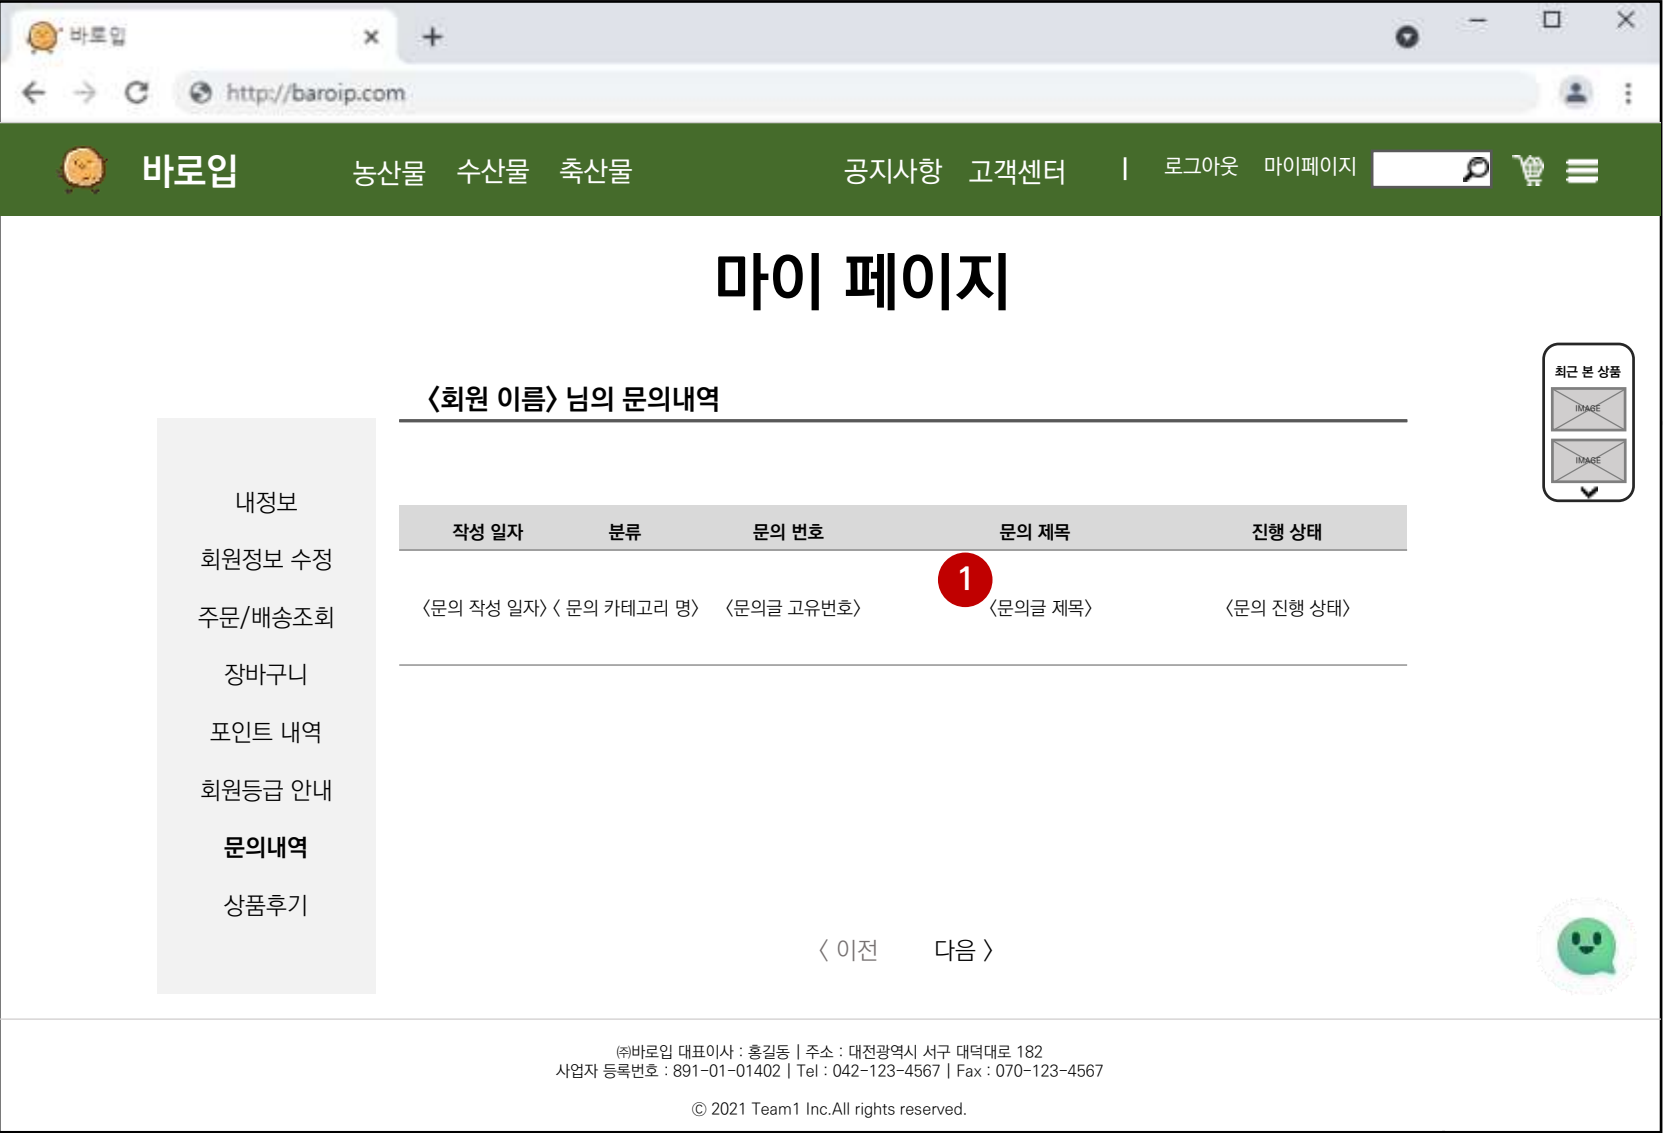 바로입
http://baroip.com
바로입 농산물 수산물 축산물 공지사항 고객센터 | 로그아웃 마이페이지
마이 페이지
<회원 이름> 님의 문의내역
최근 본 상품
IMAGE
IMAGE
내정보
회원정보 수정
주문/배송조회
장바구니
포인트 내역
회원등급 안내
문의내역
상품후기
작성 일자 분류 문의 번호 문의 제목 진행 상태
1
<문의 작성 일자> < 문의 카테고리 명> <문의글 고유번호> <문의글 제목> <문의 진행 상태>
< 이전 다음 >
㈜바로입 대표이사 : 홍길동 | 주소 : 대전광역시 서구 대덕대로 182
사업자 등록번호 : 891-01-01402 | Tel : 042-123-4567 | Fax : 070-123-4567
Ⓒ 2021 Team1 Inc.All rights reserved.